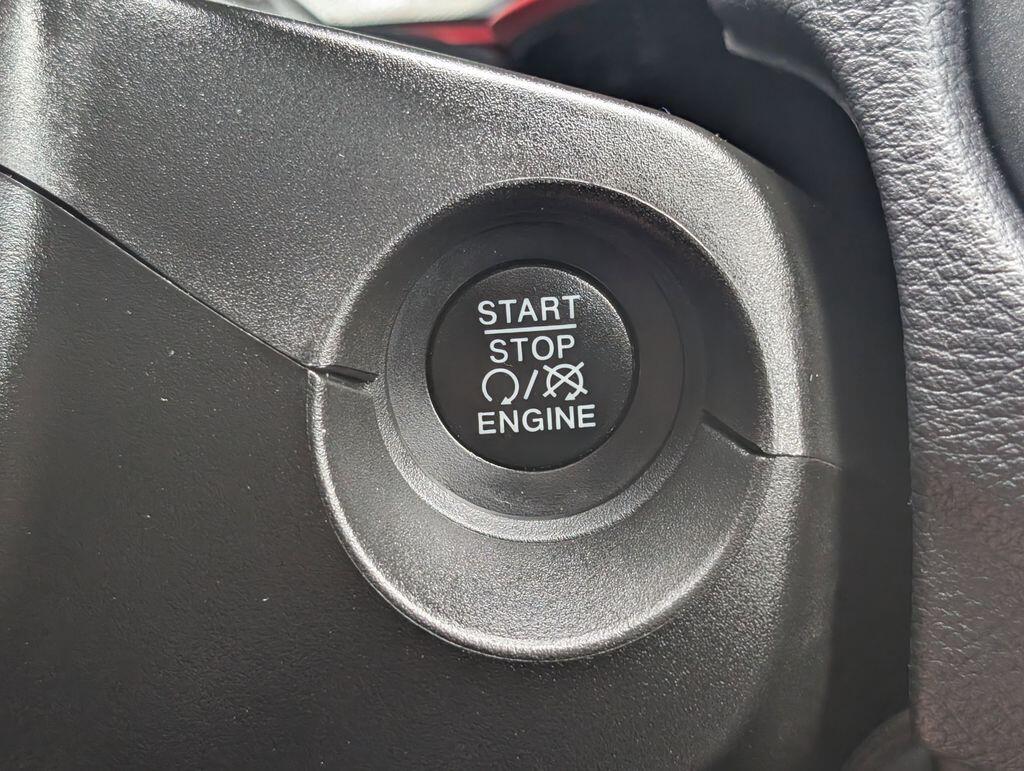 START
STOP
/
ENGINE